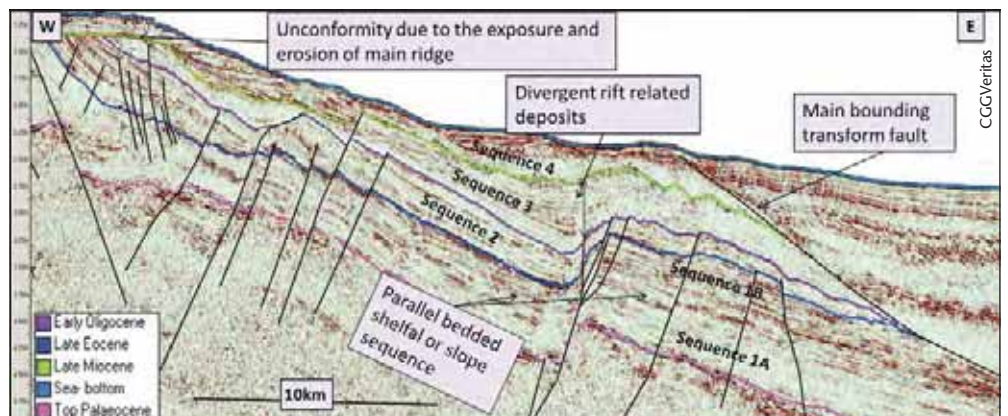 W
Unconformity due to the exposure and
erosion of main ridge
E
CGGVeritas
Divergent rift related
deposits
Main bounding
transform fault
Sequence 4
Sequence 3
Sequence 2
Sequence 1B
Sequence 1A
Parallel bedded
shelfal or slope
sequence
Early Oligocene
Late Eocene
Late Miocene
Sea- bottom
Top Palaeocene
10km